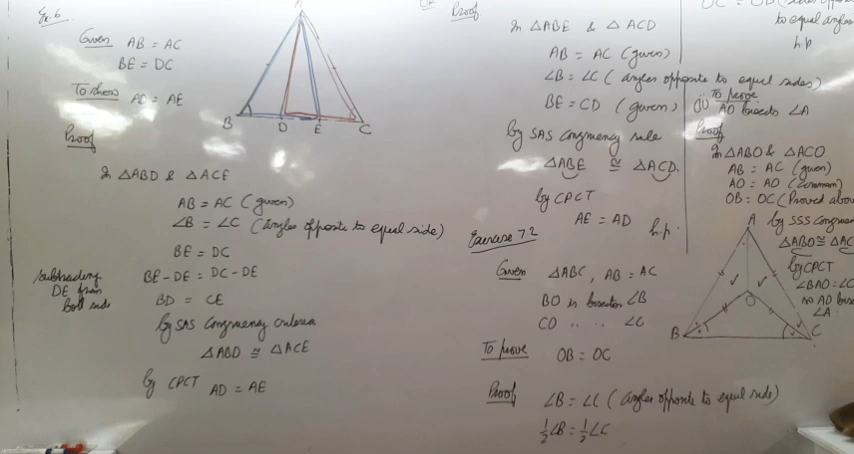 Ex. 6
Given AB = AC
BE = DC
To show AD = AE
Proof
In △ABD & △ACE
AB = AC (given)
∠B = ∠C (angles opposite to equal side)
BE = DC
subtracting DE from Both side
BE - DE = DC - DE
BD = CE
by SAS congruency criteria
△ABD ≅ △ACE
by CPCT AD = AE
A
B D E C
OR Proof
In △ABE & △ACD
AB = AC (given)
∠B = ∠C (angles opposite to equal sides)
BE = CD (given)
by SAS congruency rule
△ABE ≅ △ACD.
by CPCT
AE = AD h.p.
Exercise 7.2
Given △ABC, AB = AC
BO is bisector ∠B
CO " " ∠C
To prove OB = OC
Proof
∠B = ∠C (angles opposite to equal side)
½∠B = ½∠C
to equal angles
h.p
(ii) To prove
AO bisects ∠A
Proof
In △ABO & △ACO
AB = AC (given)
AO = AO (common)
OB = OC (Proved above
by SSS congruen
△ABO ≅ △AC
by CPCT
∠BAO = ∠C
so AO bise
∠A.
A
O
B C